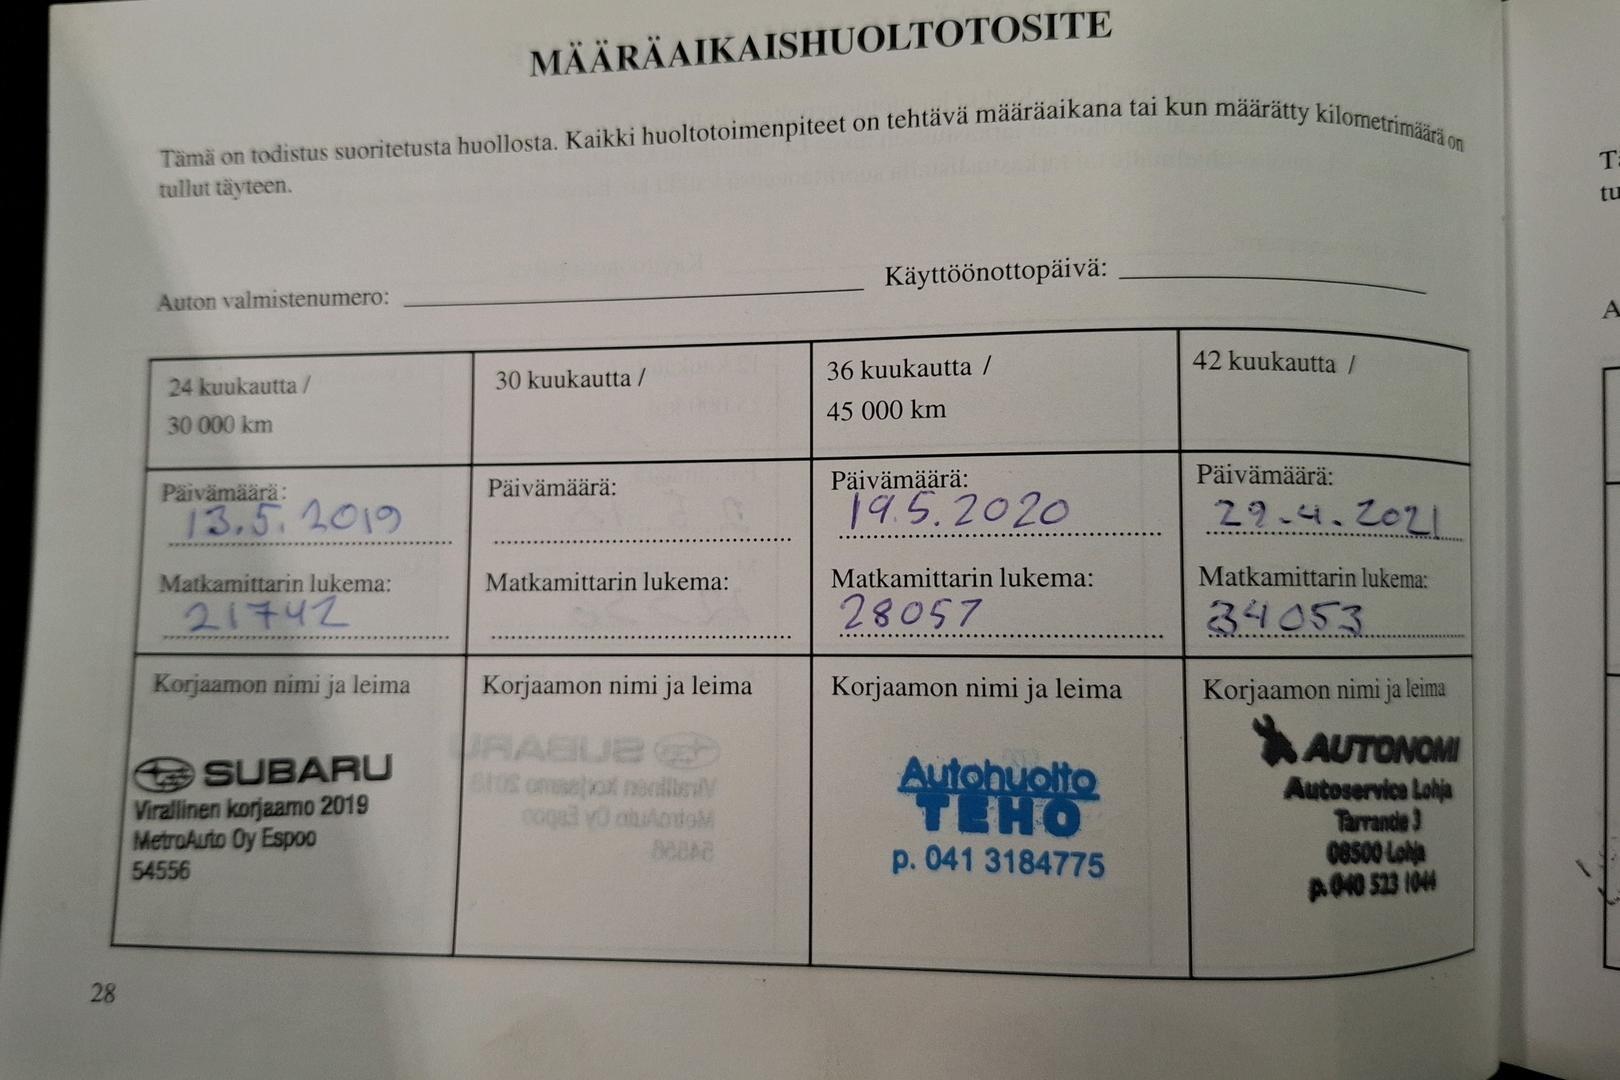 MÄÄRÄAIKAISHUOLTOTOSITE
Tämä on todistus suoritetusta huollosta. Kaikki huoltotoimenpiteet on tehtävä määräaikana tai kun määrätty kilometrimäärä on
tullut täyteen.
Auton valmistenumero:
Käyttöönottopäivä:
24 kuukautta /
30 000 km
Päivämäärä:
13.5.2019
Matkamittarin lukema:
21742
Korjaamon nimi ja leima
SUBARU
Virallinen korjaamo 2019
MetroAuto Oy Espoo
54556
30 kuukautta /
Päivämäärä:
Matkamittarin lukema:
Korjaamon nimi ja leima
36 kuukautta /
45 000 km
Päivämäärä:
19.5.2020
Matkamittarin lukema:
28057
Korjaamon nimi ja leima
Autohuolto
TEHO
p. 041 3184775
42 kuukautta /
Päivämäärä:
29.4.2021
Matkamittarin lukema:
34053
Korjaamon nimi ja leima
AUTONOMI
Autoservice Lohja
Tarrantie 3
08500 Lohja
p. 040 523 1044
28